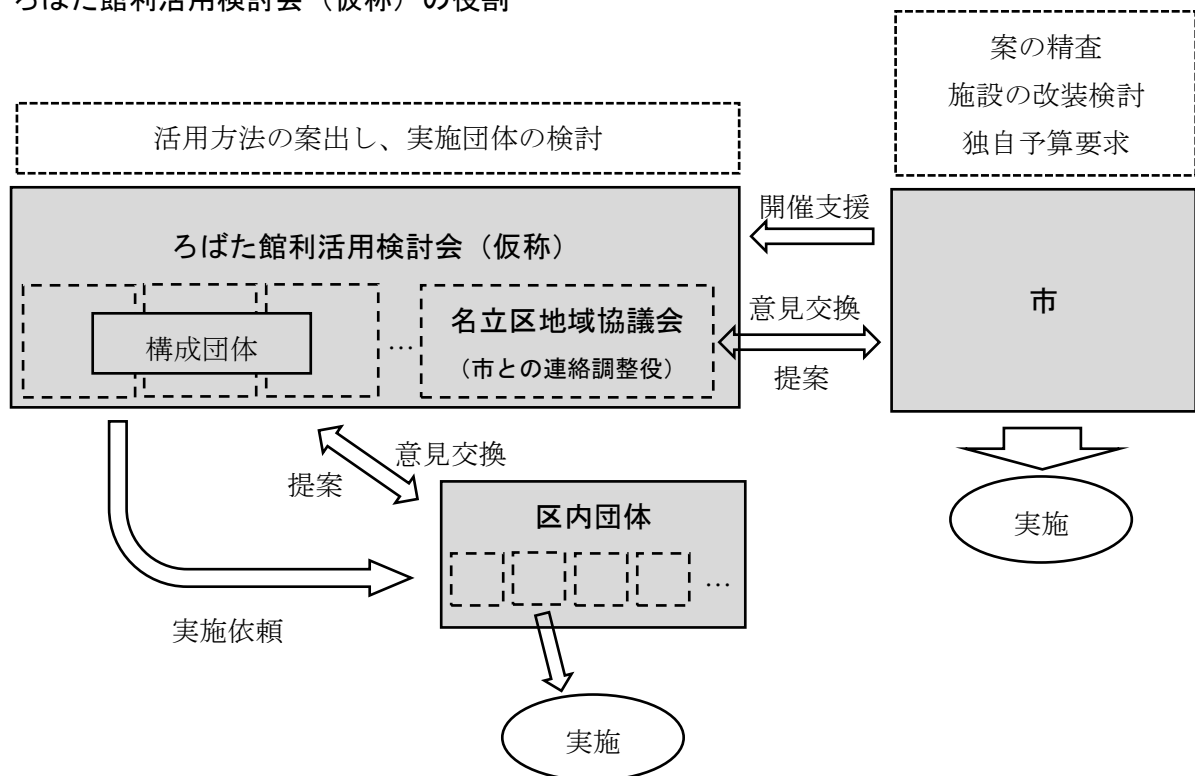 ろばた館利活用検討会(仮称)の役割
案の精査
施設の改装検討
独自予算要求
活用方法の案出し、実施団体の検討
開催支援
ろばた館利活用検討会(仮称)
構成団体
…
名立区地域協議会
(市との連絡調整役)
意見交換
提案
市
意見交換
提案
区内団体
…
実施
実施依頼
実施